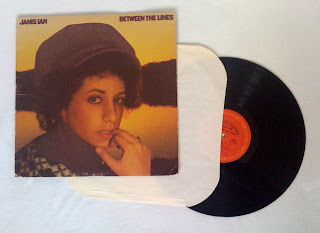 JANIS IAN
BETWEEN THE LINES